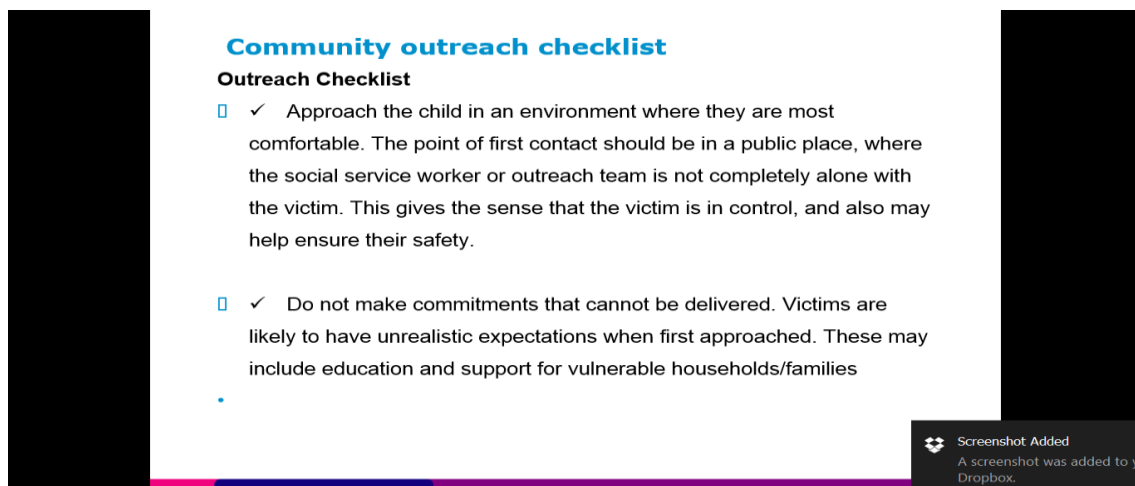 Community outreach checklist
Outreach Checklist
✓ Approach the child in an environment where they are most
comfortable. The point of first contact should be in a public place, where
the social service worker or outreach team is not completely alone with
the victim. This gives the sense that the victim is in control, and also may
help ensure their safety.
✓ Do not make commitments that cannot be delivered. Victims are
likely to have unrealistic expectations when first approached. These may
include education and support for vulnerable households/families
Screenshot Added
A screenshot was added to
Dropbox.